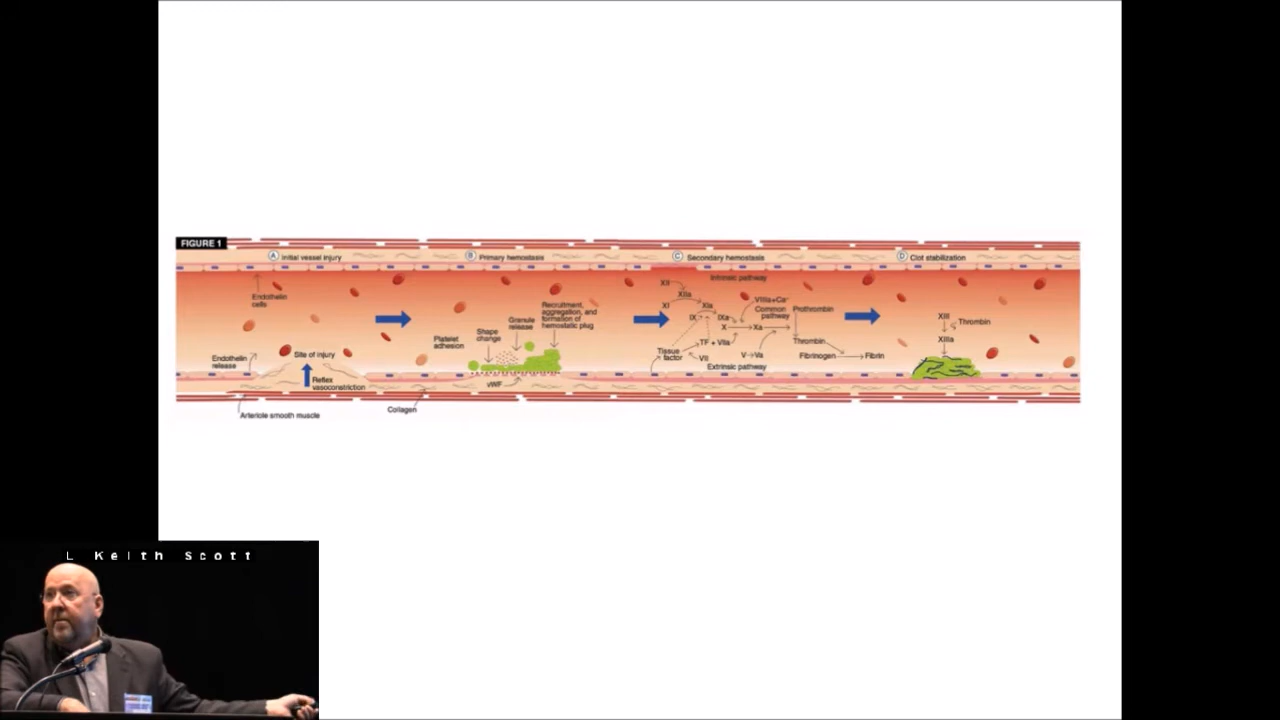 FIGURE 1
A Initial vessel injury
B Primary hemostasis
C Secondary hemostasis
D Clot stabilization
Endothelin
cells
Endothelin
release
Site of injury
Reflex
vasoconstriction
Arteriole smooth muscle
Collagen
Platelet
adhesion
Shape
change
Granule
release
Recruitment,
aggregation, and
formation of
hemostatic plug
vWF
Intrinsic pathway
XII
XIIa
XI
XIa
IX
IXa
VIIIa+Ca
Common
pathway
X
Xa
Prothrombin
Tissue
factor
TF + VIIa
VII
V
Va
Thrombin
Fibrinogen
Fibrin
Extrinsic pathway
XIII
Thrombin
XIIIa
L Keith Scott